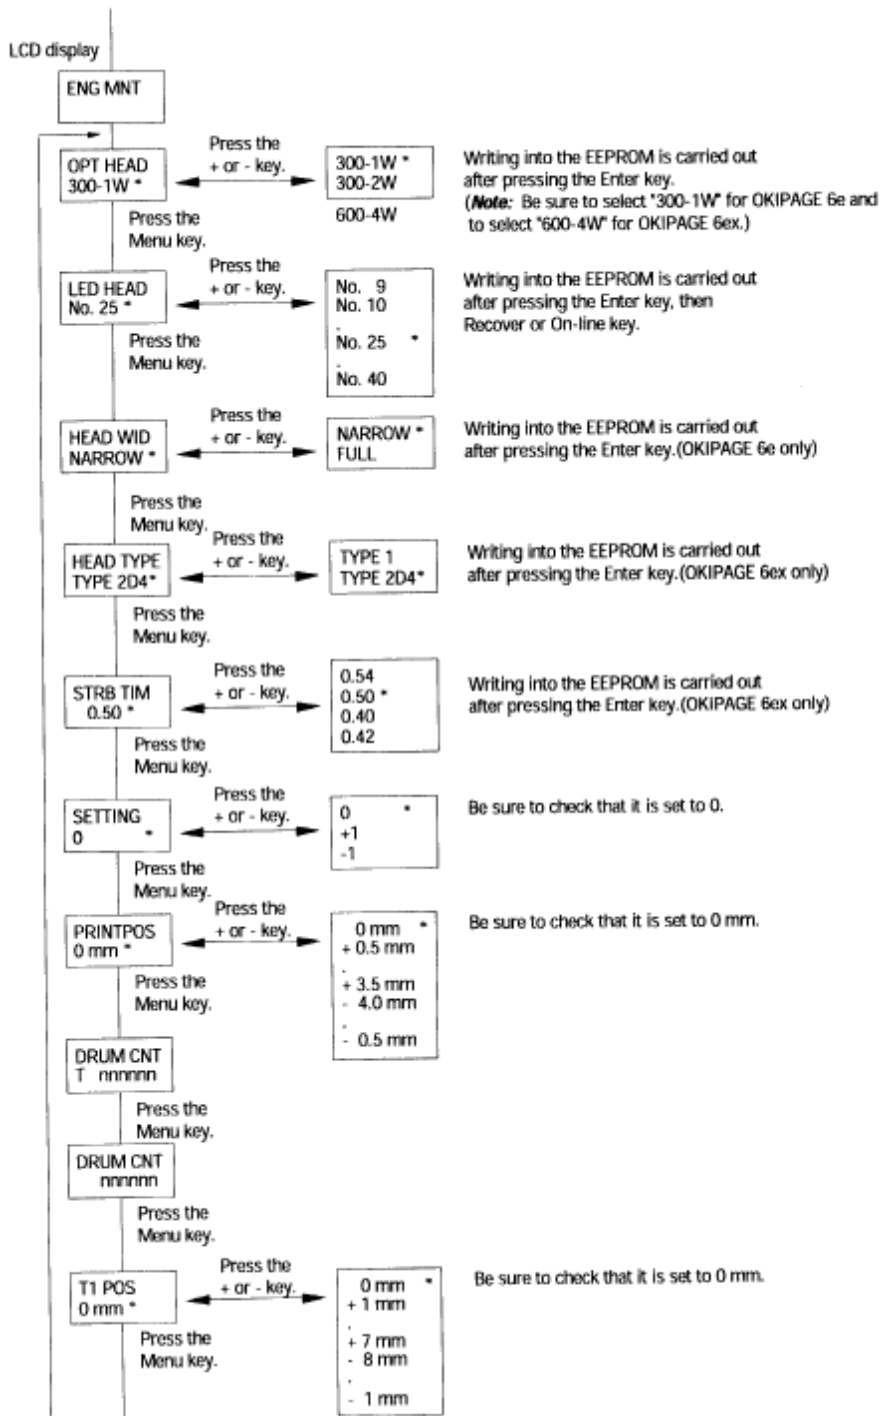 LCD display
ENG MNT
OPT HEAD
300-1W *
Press the
+ or - key.
300-1W *
300-2W
600-4W
Writing into the EEPROM is carried out
after pressing the Enter key.
(Note: Be sure to select "300-1W" for OKIPAGE 6e and
to select "600-4W" for OKIPAGE 6ex.)
Press the
Menu key.
LED HEAD
No. 25 *
Press the
+ or - key.
No. 9
No. 10
.
No. 25 *
.
No. 40
Writing into the EEPROM is carried out
after pressing the Enter key, then
Recover or On-line key.
Press the
Menu key.
HEAD WID
NARROW *
Press the
+ or - key.
NARROW *
FULL
Writing into the EEPROM is carried out
after pressing the Enter key.(OKIPAGE 6e only)
Press the
Menu key.
HEAD TYPE
TYPE 2D4*
Press the
+ or - key.
TYPE 1
TYPE 2D4*
Writing into the EEPROM is carried out
after pressing the Enter key.(OKIPAGE 6ex only)
Press the
Menu key.
STRB TIM
0.50 *
Press the
+ or - key.
0.54
0.50 *
0.40
0.42
Writing into the EEPROM is carried out
after pressing the Enter key.(OKIPAGE 6ex only)
Press the
Menu key.
SETTING
0 *
Press the
+ or - key.
0 *
+1
-1
Be sure to check that it is set to 0.
Press the
Menu key.
PRINTPOS
0 mm *
Press the
+ or - key.
0 mm *
+ 0.5 mm
.
+ 3.5 mm
- 4.0 mm
.
- 0.5 mm
Be sure to check that it is set to 0 mm.
Press the
Menu key.
DRUM CNT
T nnnnnn
Press the
Menu key.
DRUM CNT
nnnnnn
Press the
Menu key.
T1 POS
0 mm *
Press the
+ or - key.
0 mm *
+ 1 mm
.
+ 7 mm
- 8 mm
.
- 1 mm
Be sure to check that it is set to 0 mm.
Press the
Menu key.